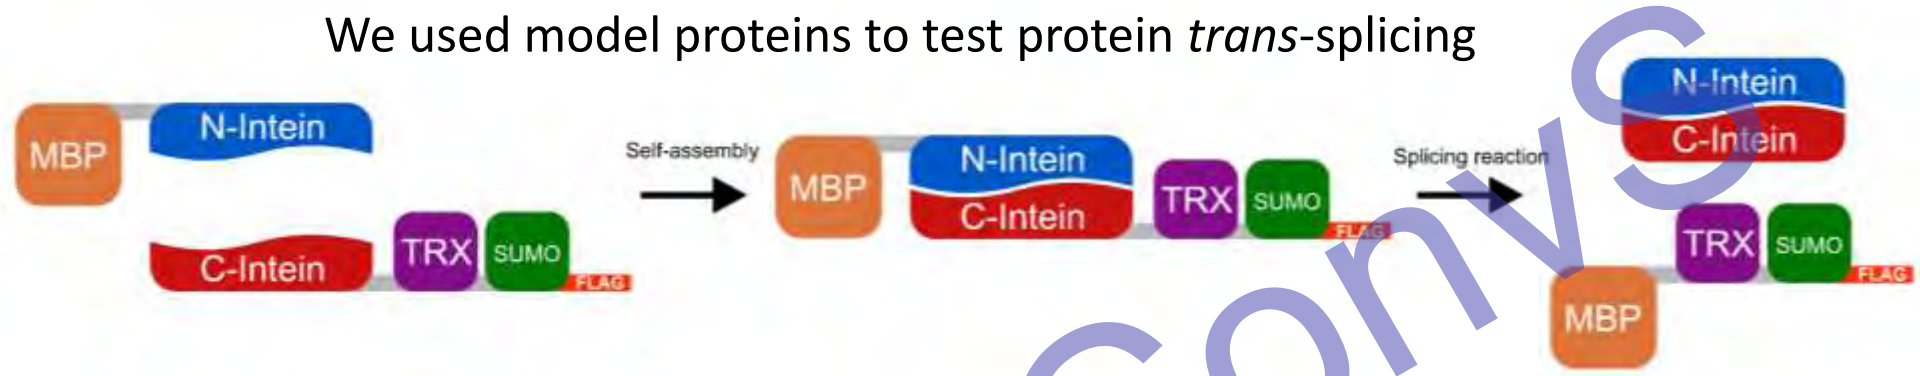 We used model proteins to test protein trans-splicing
MBP
N-Intein
C-Intein
TRX
SUMO
FLAG
Self-assembly
MBP
N-Intein
C-Intein
TRX
SUMO
FLAG
Splicing reaction
N-Intein
C-Intein
TRX
SUMO
FLAG
MBP